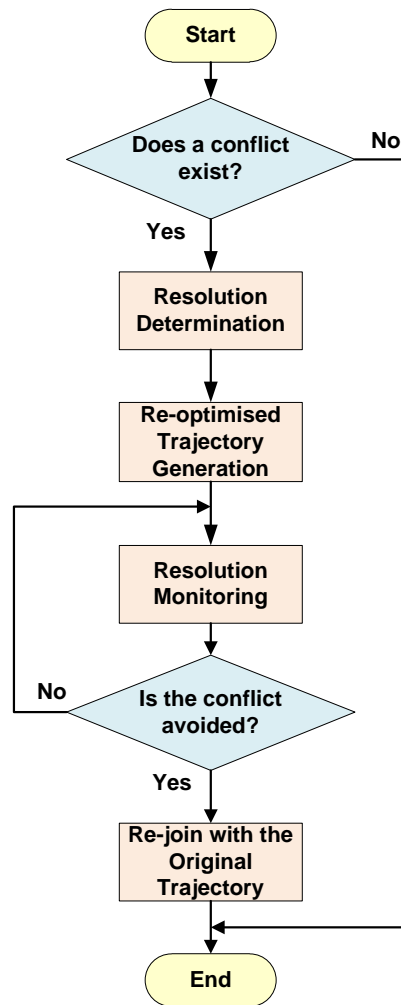 Start
Does a conflict
exist?
No
Yes
Resolution
Determination
Re-optimised
Trajectory
Generation
Resolution
Monitoring
No
Is the conflict
avoided?
Yes
Re-join with the
Original
Trajectory
End